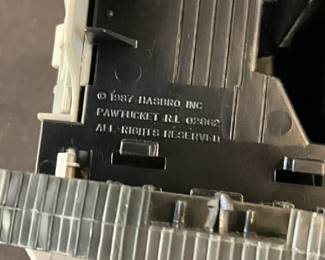 © 1987 HASBRO INC
PAWTUCKET R.I. 02862
ALL RIGHTS RESERVED